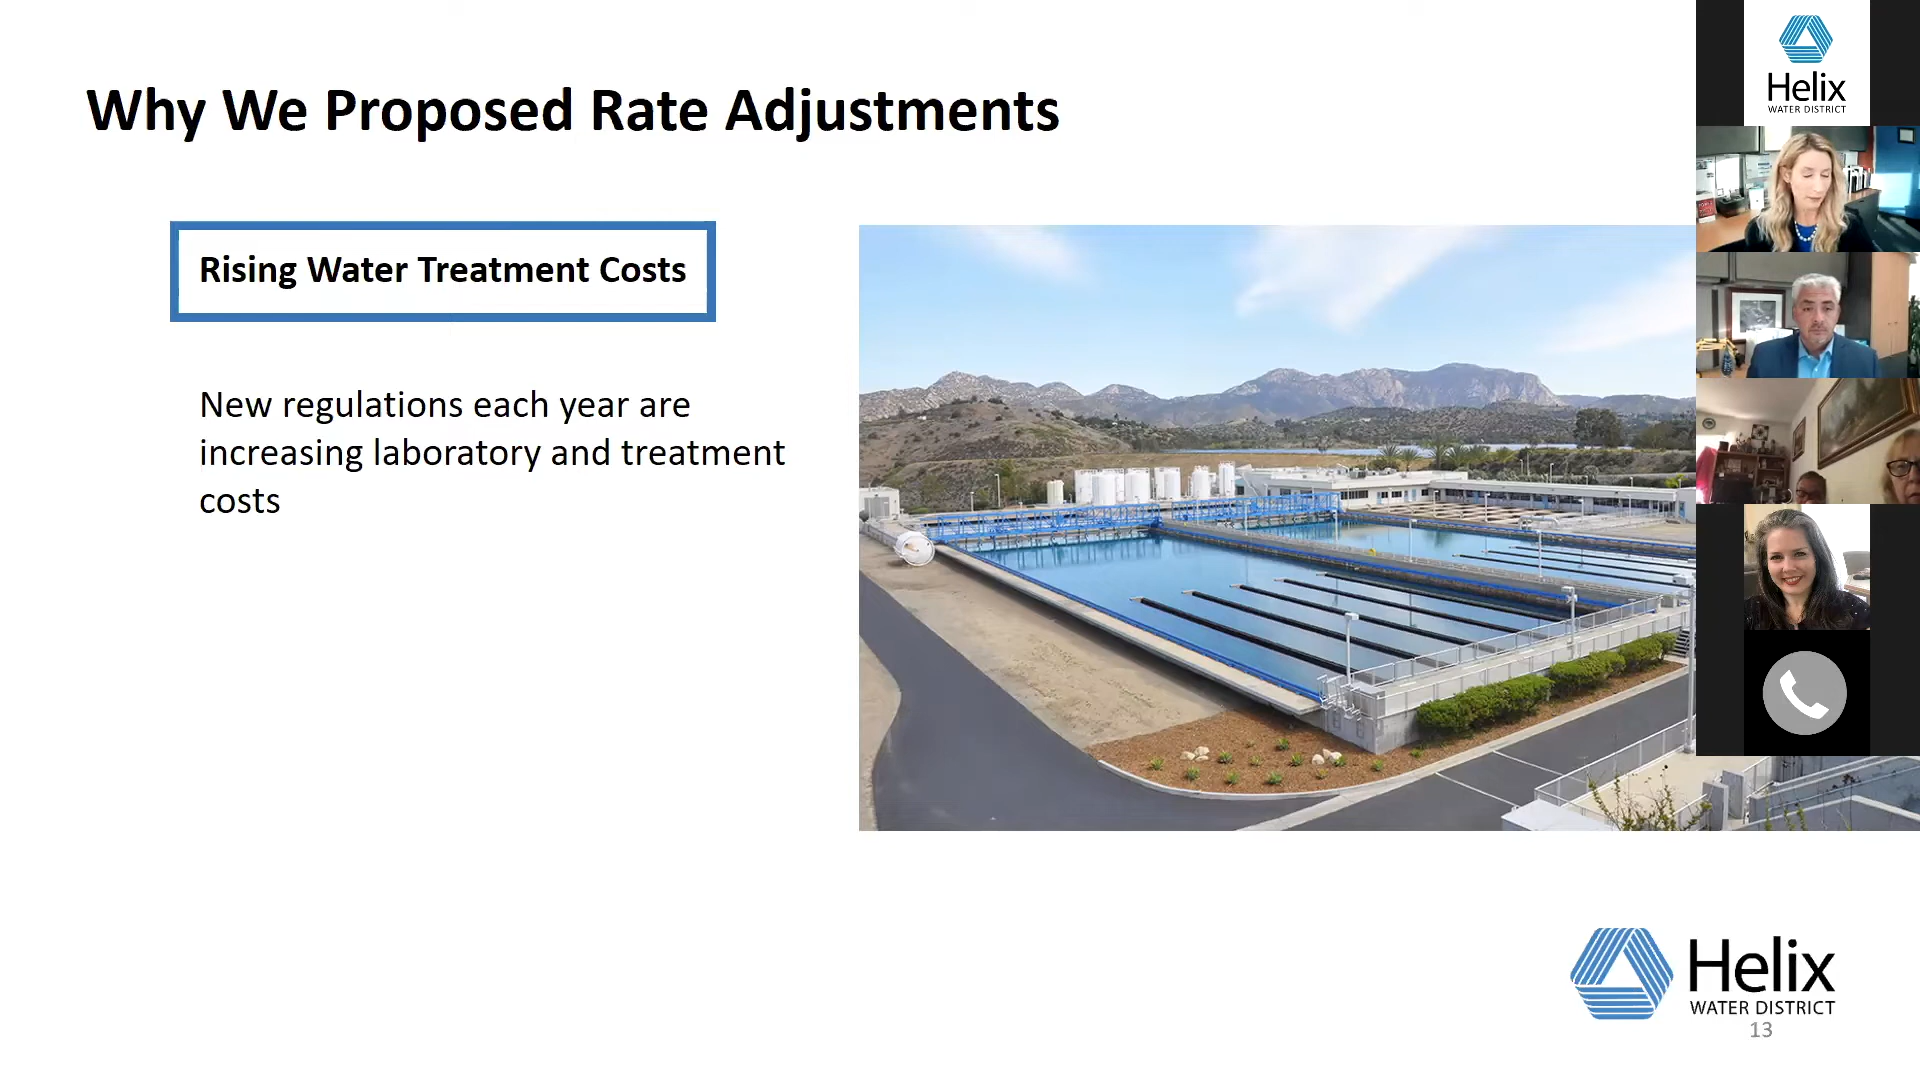 Why We Proposed Rate Adjustments
Rising Water Treatment Costs
New regulations each year are
increasing laboratory and treatment
costs
Helix
WATER DISTRICT
Helix
WATER DISTRICT
13